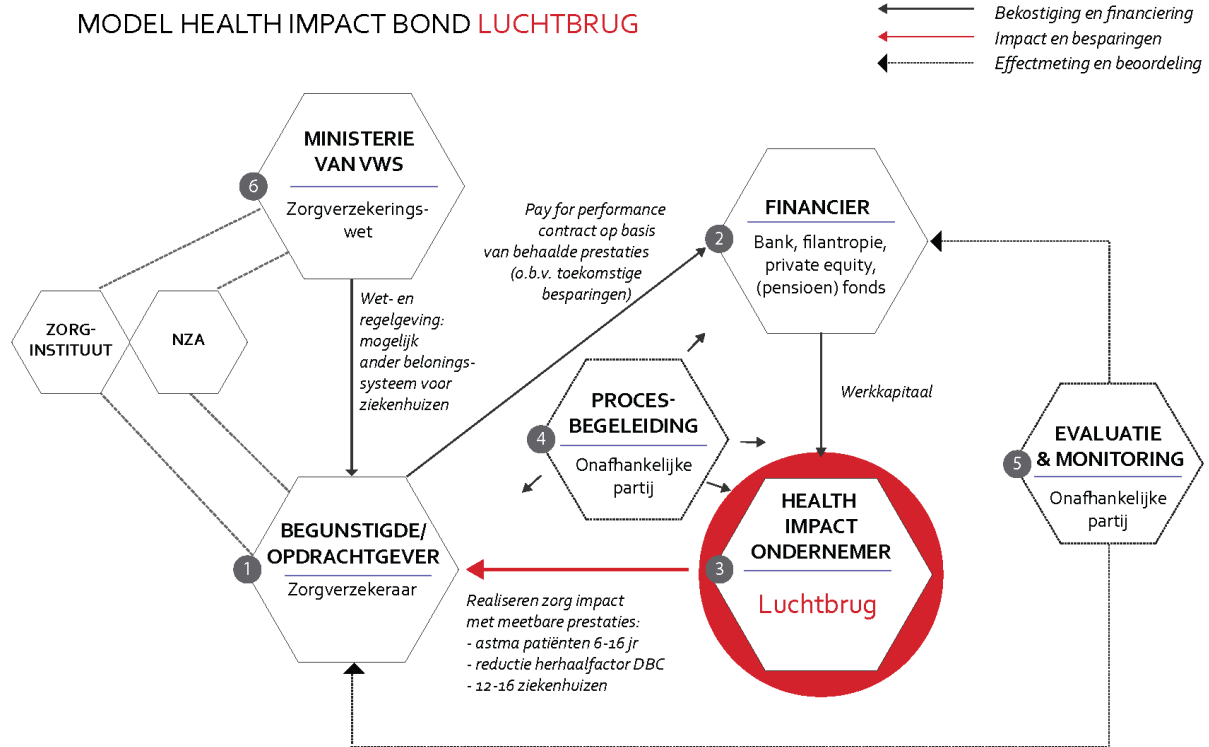 MODEL HEALTH IMPACT BOND LUCHTBRUG
Bekostiging en financiering
Impact en besparingen
Effectmeting en beoordeling
MINISTERIE
VAN VWS
6
Zorgverzekerings-
wet
Pay for performance
contract op basis
van behaalde prestaties
(o.b.v. toekomstige
besparingen)
FINANCIER
2
Bank, filantropie,
private equity,
(pensioen) fonds
ZORG-
INSTITUUT
NZA
Wet- en
regelgeving:
mogelijk
ander belonings-
systeem voor
ziekenhuizen
Werkkapitaal
PROCES-
BEGELEIDING
4
Onafhankelijke
partij
EVALUATIE
& MONITORING
5
Onafhankelijke
partij
BEGUNSTIGDE/
OPDRACHTGEVER
1
Zorgverzekeraar
HEALTH
IMPACT
ONDERNEMER
3
Luchtbrug
Realiseren zorg impact
met meetbare prestaties:
- astma patiënten 6-16 jr
- reductie herhaalfactor DBC
- 12-16 ziekenhuizen